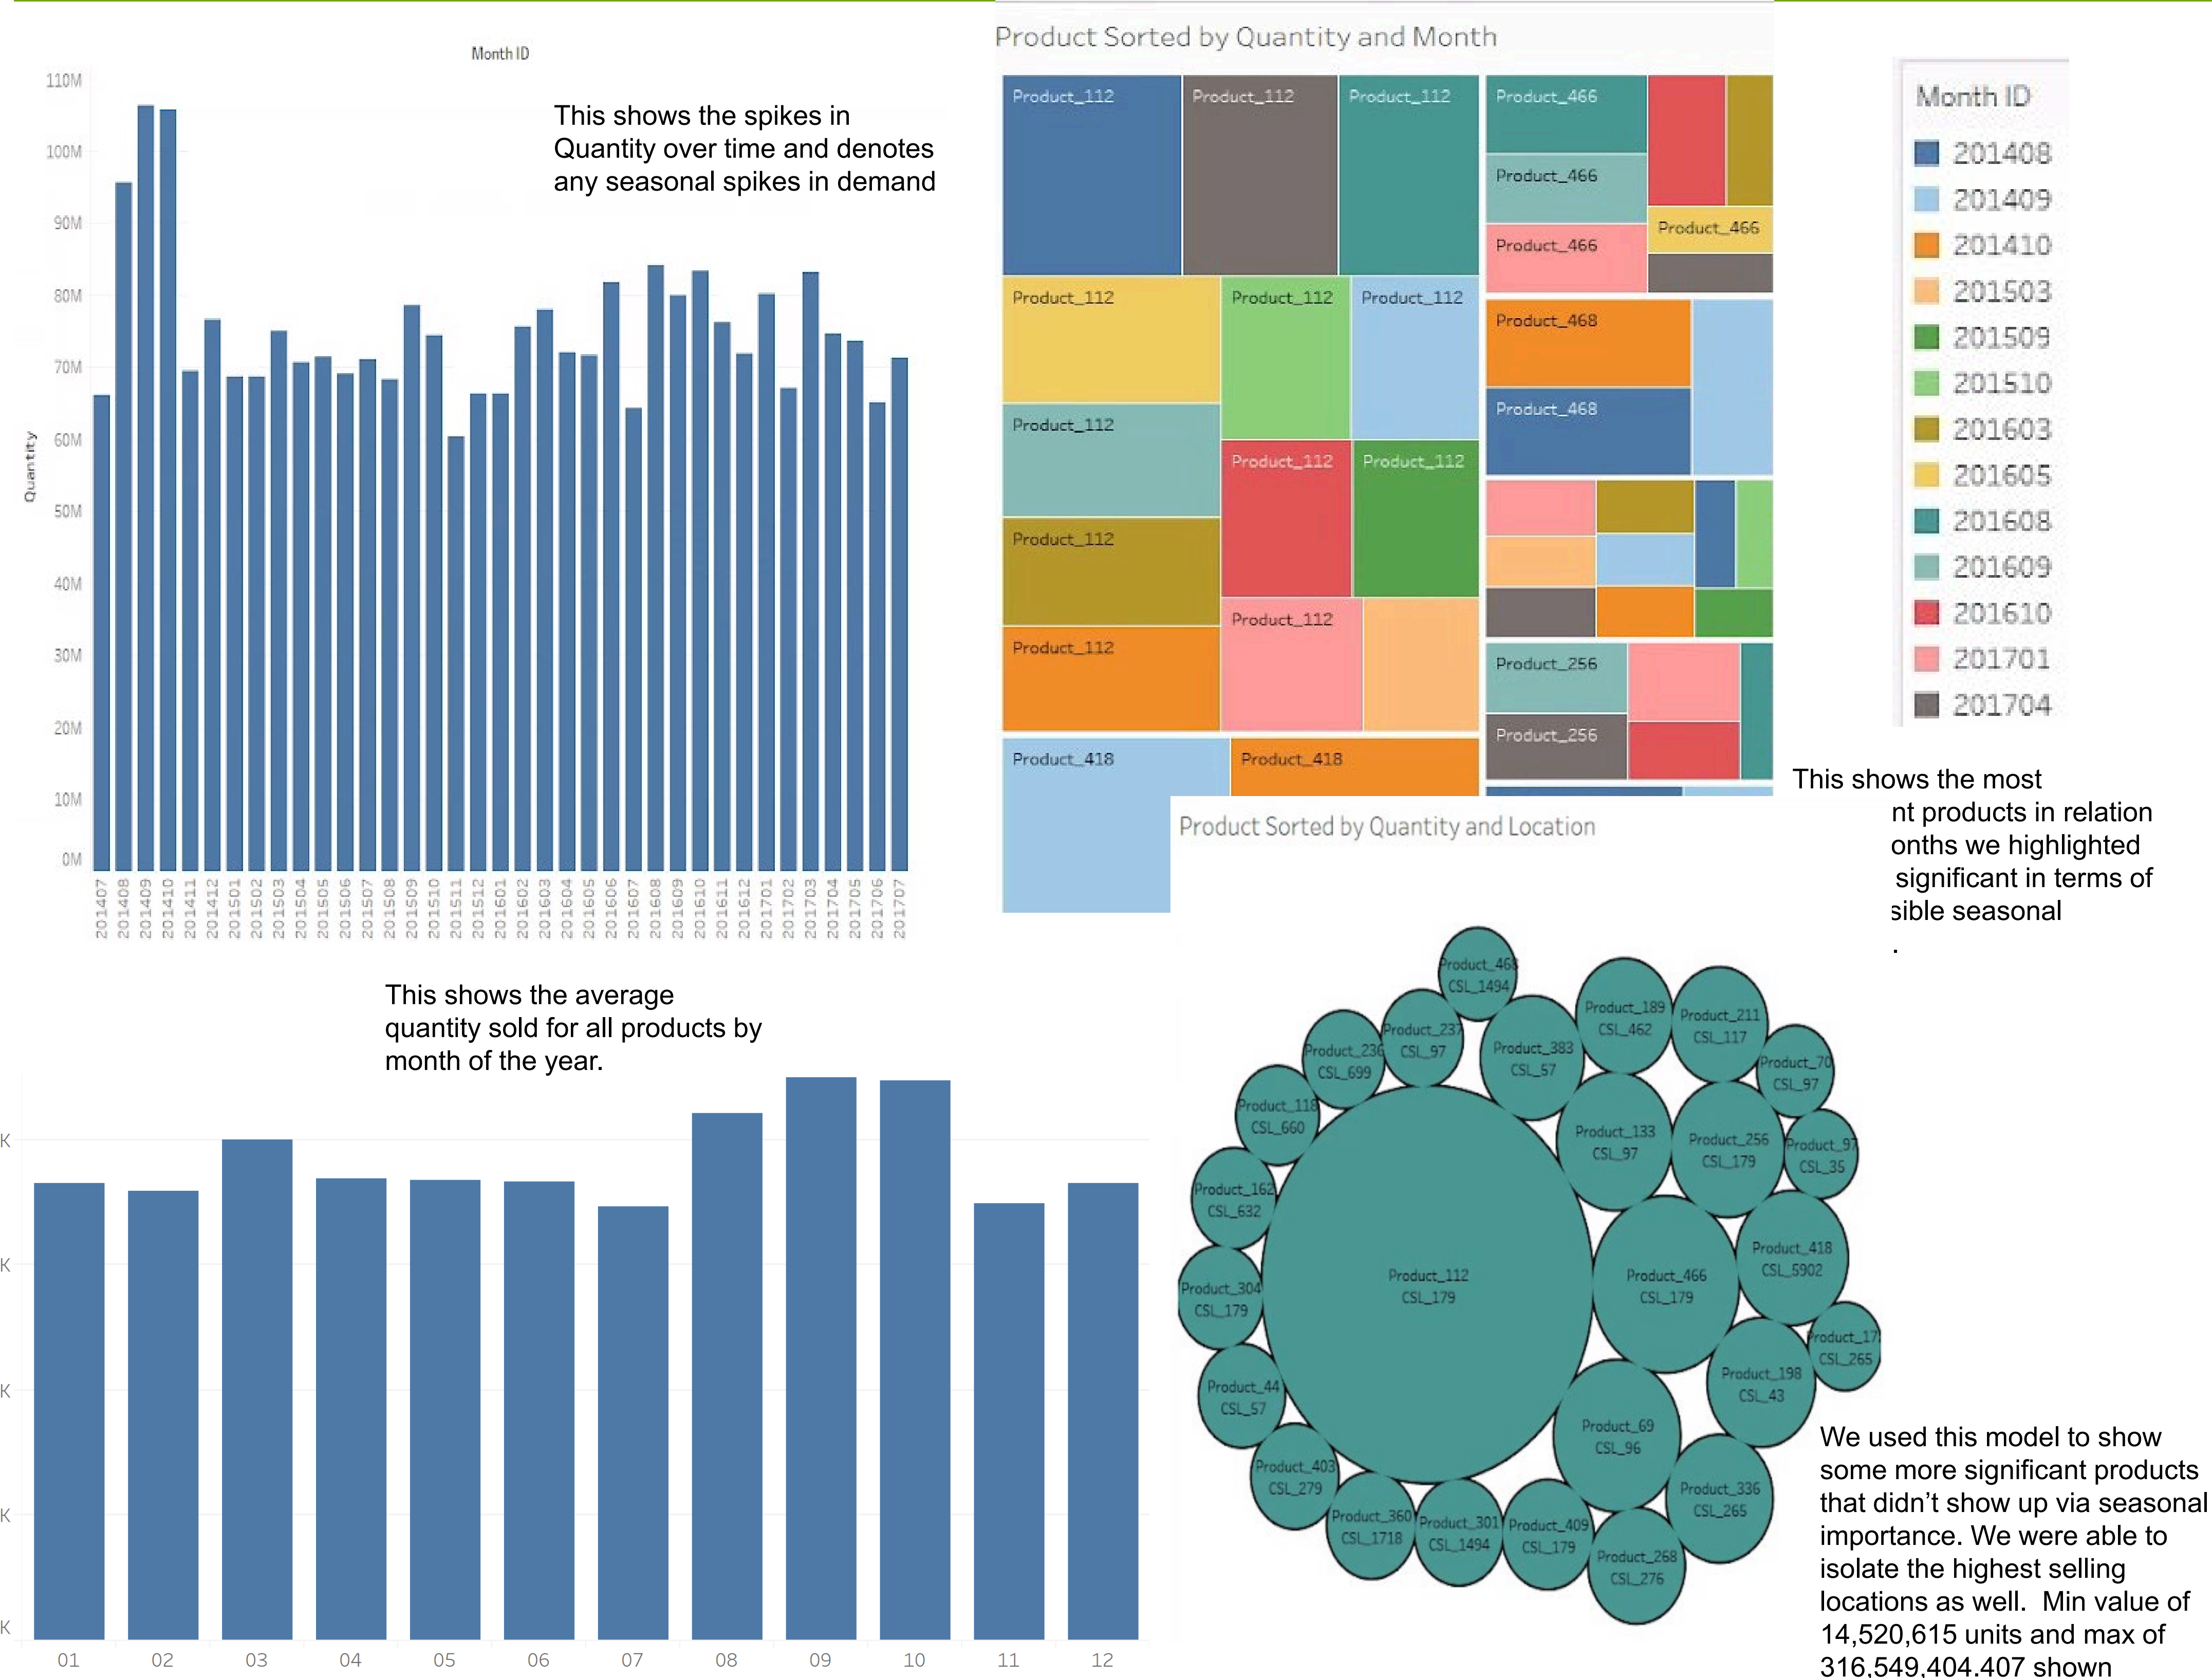 Month ID
110M
100M
90M
80M
70M
60M
50M
40M
30M
20M
10M
0M
Quantity
201407
201408
201409
201410
201411
201412
201501
201502
201503
201504
201505
201506
201507
201508
201509
201510
201511
201512
201601
201602
201603
201604
201605
201606
201607
201608
201609
201610
201611
201612
201701
201702
201703
201704
201705
201706
201707
This shows the spikes in
Quantity over time and denotes
any seasonal spikes in demand
Product Sorted by Quantity and Month
Product_112
Product_112
Product_112
Product_112
Product_112
Product_112
Product_112
Product_112
Product_112
Product_112
Product_112
Product_112
Product_418
Product_418
Product_466
Product_466
Product_466
Product_466
Product_468
Product_468
Product_256
Product_256
Month ID
201408
201409
201410
201503
201509
201510
201603
201605
201608
201609
201610
201701
201704
This shows the most
nt products in relation
onths we highlighted
significant in terms of
sible seasonal
.
This shows the average
quantity sold for all products by
month of the year.
K
K
K
K
K
01
02
03
04
05
06
07
08
09
10
11
12
Product Sorted by Quantity and Location
Product_468
CSL_1494
Product_189
CSL_462
Product_211
CSL_117
Product_237
CSL_97
Product_383
CSL_57
Product_236
CSL_699
Product_70
CSL_97
Product_118
CSL_660
Product_133
CSL_97
Product_256
CSL_179
Product_97
CSL_35
Product_162
CSL_632
Product_418
CSL_5902
Product_112
CSL_179
Product_466
CSL_179
Product_304
CSL_179
Product_17
CSL_265
Product_198
CSL_43
Product_44
CSL_57
Product_69
CSL_96
Product_403
CSL_279
Product_336
CSL_265
Product_360
CSL_1718
Product_301
CSL_1494
Product_409
CSL_179
Product_268
CSL_276
We used this model to show
some more significant products
that didn’t show up via seasonal
importance. We were able to
isolate the highest selling
locations as well.  Min value of
14,520,615 units and max of
316,549,404.407 shown